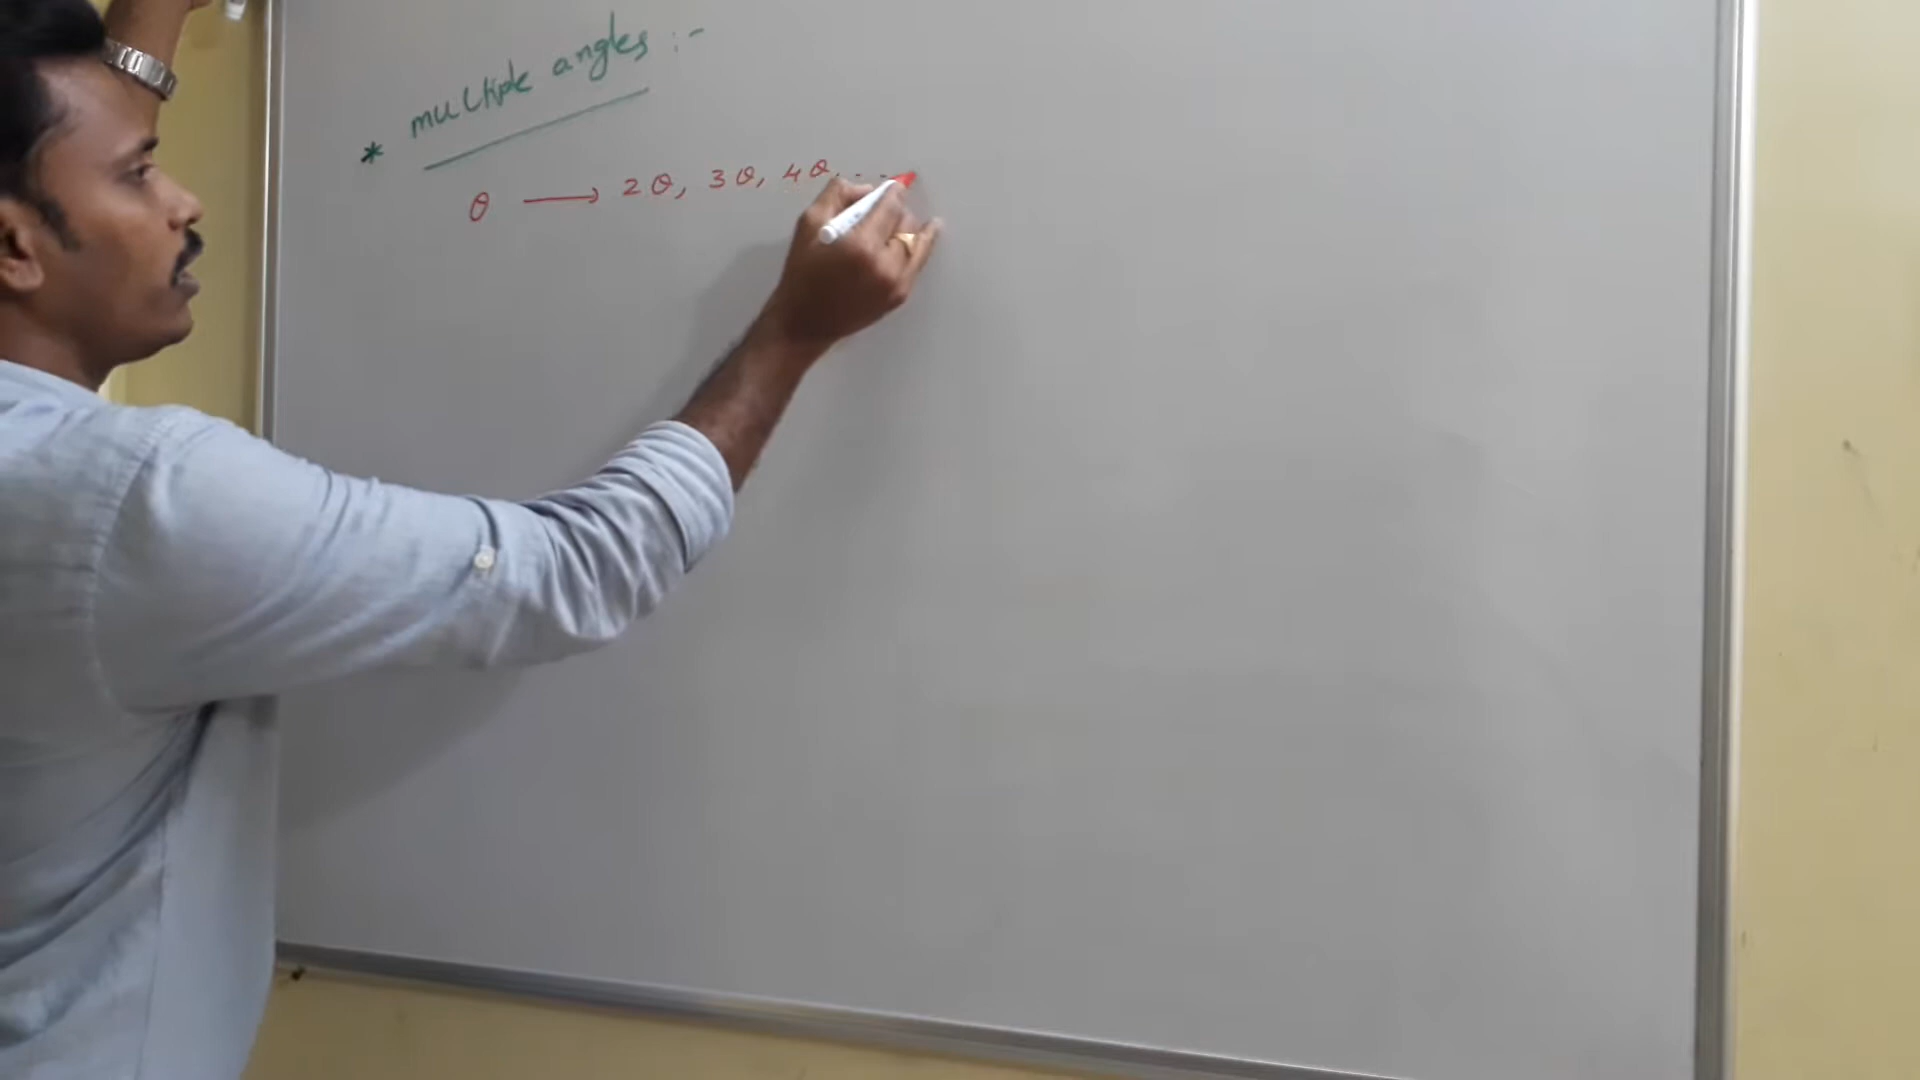 * multiple angles :-
θ ⟶ 2θ, 3θ, 4θ, ...